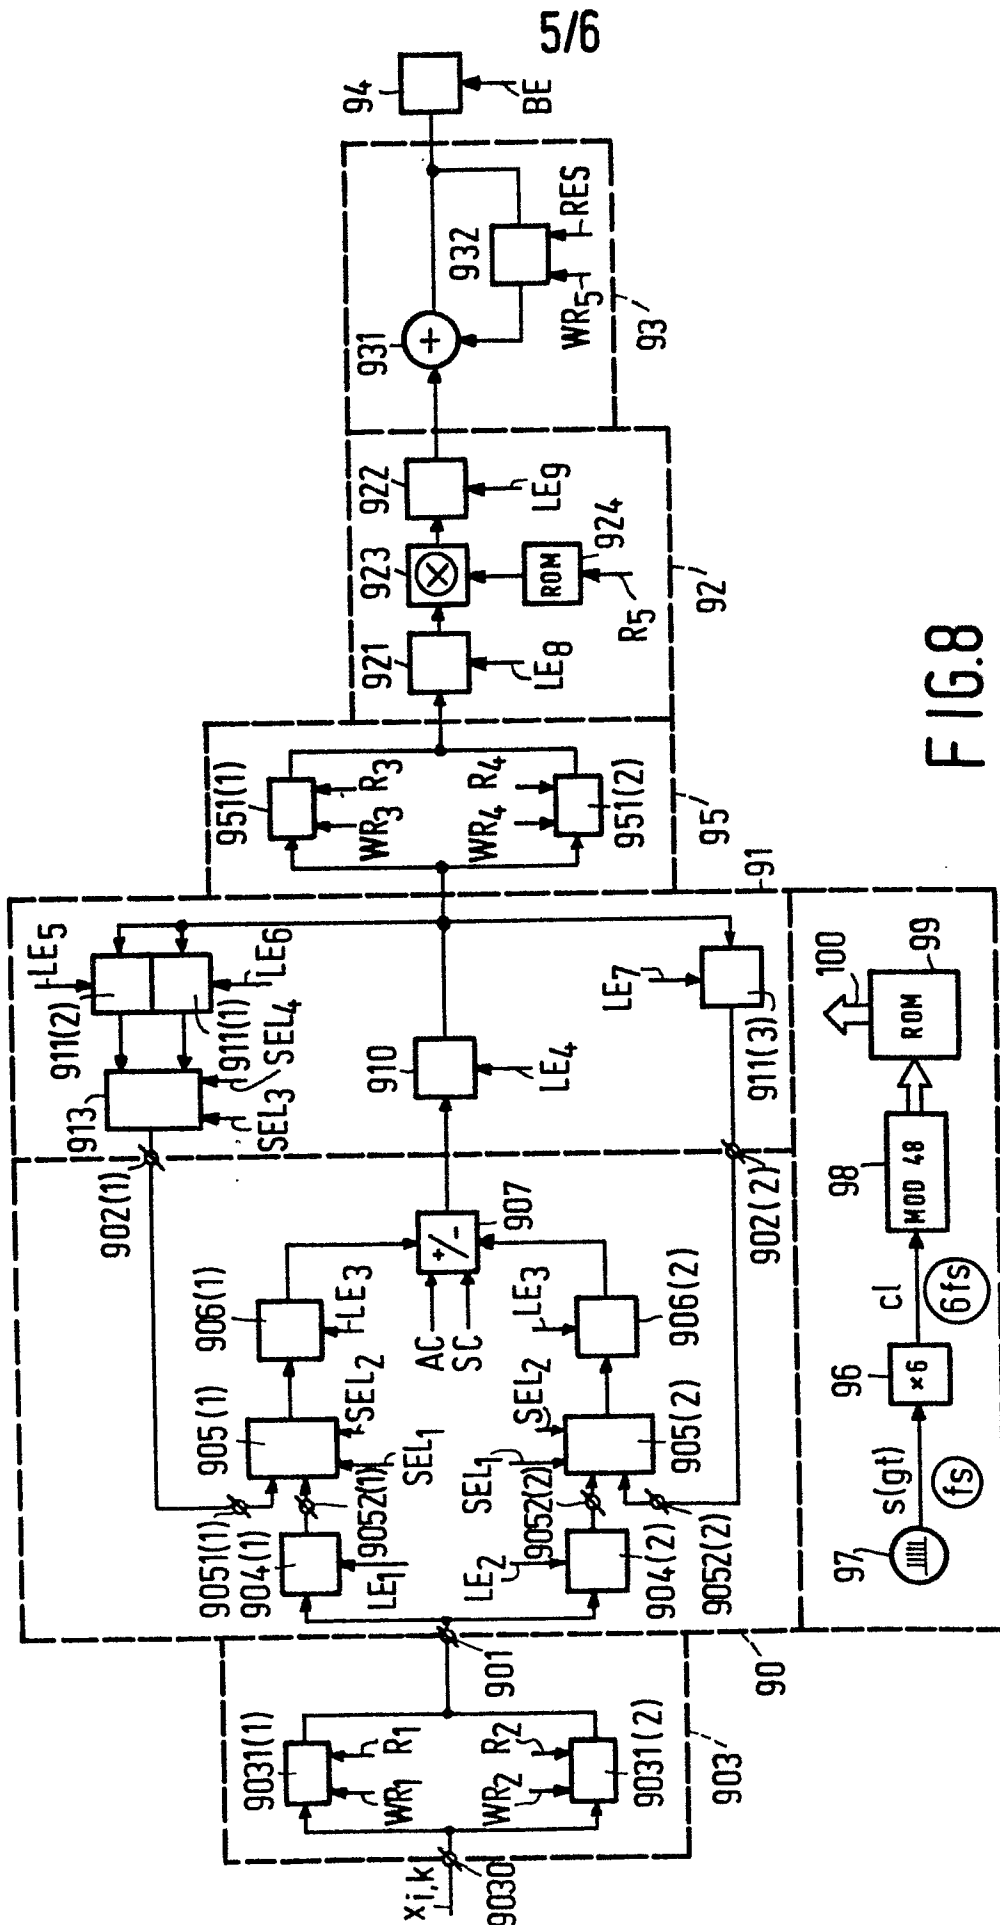 5/6
94
BE
931
932
RES
WR5
93
922
LE9
923
ROM
924
R5
92
921
LE8
951(1)
R3
WR3
R4
WR4
951(2)
95
91
LE5
911(2)
LE6
911(1)
SEL4
SEL3
913
902(1)
910
LE4
LE7
911(3)
902(2)
907
+/-
AC
SC
906(1)
LE3
LE3
906(2)
905(1)
SEL2
SEL1
SEL2
SEL1
905(2)
9051(1)
9052(1)
9052(2)
9052(2)
904(1)
LE1
LE2
904(2)
901
90
9031(1)
R1
WR1
R2
WR2
9031(2)
903
xi,k
9030
97
s(gt)
fs
96
×6
cl
6fs
98
MOD 48
100
99
ROM
FIG.8